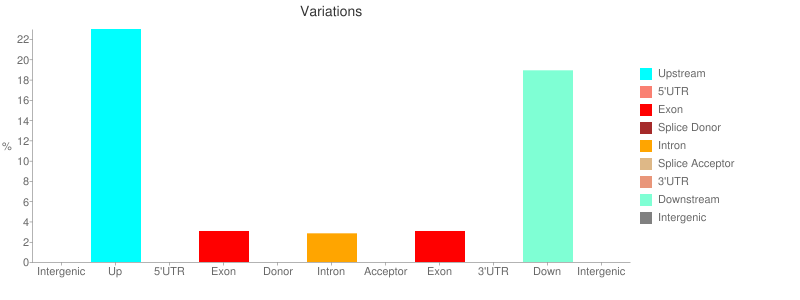 Variations
22
20
18
16
14
12
10
8
6
4
2
0
%
Intergenic Up 5'UTR Exon Donor Intron Acceptor Exon 3'UTR Down Intergenic
Upstream
5'UTR
Exon
Splice Donor
Intron
Splice Acceptor
3'UTR
Downstream
Intergenic